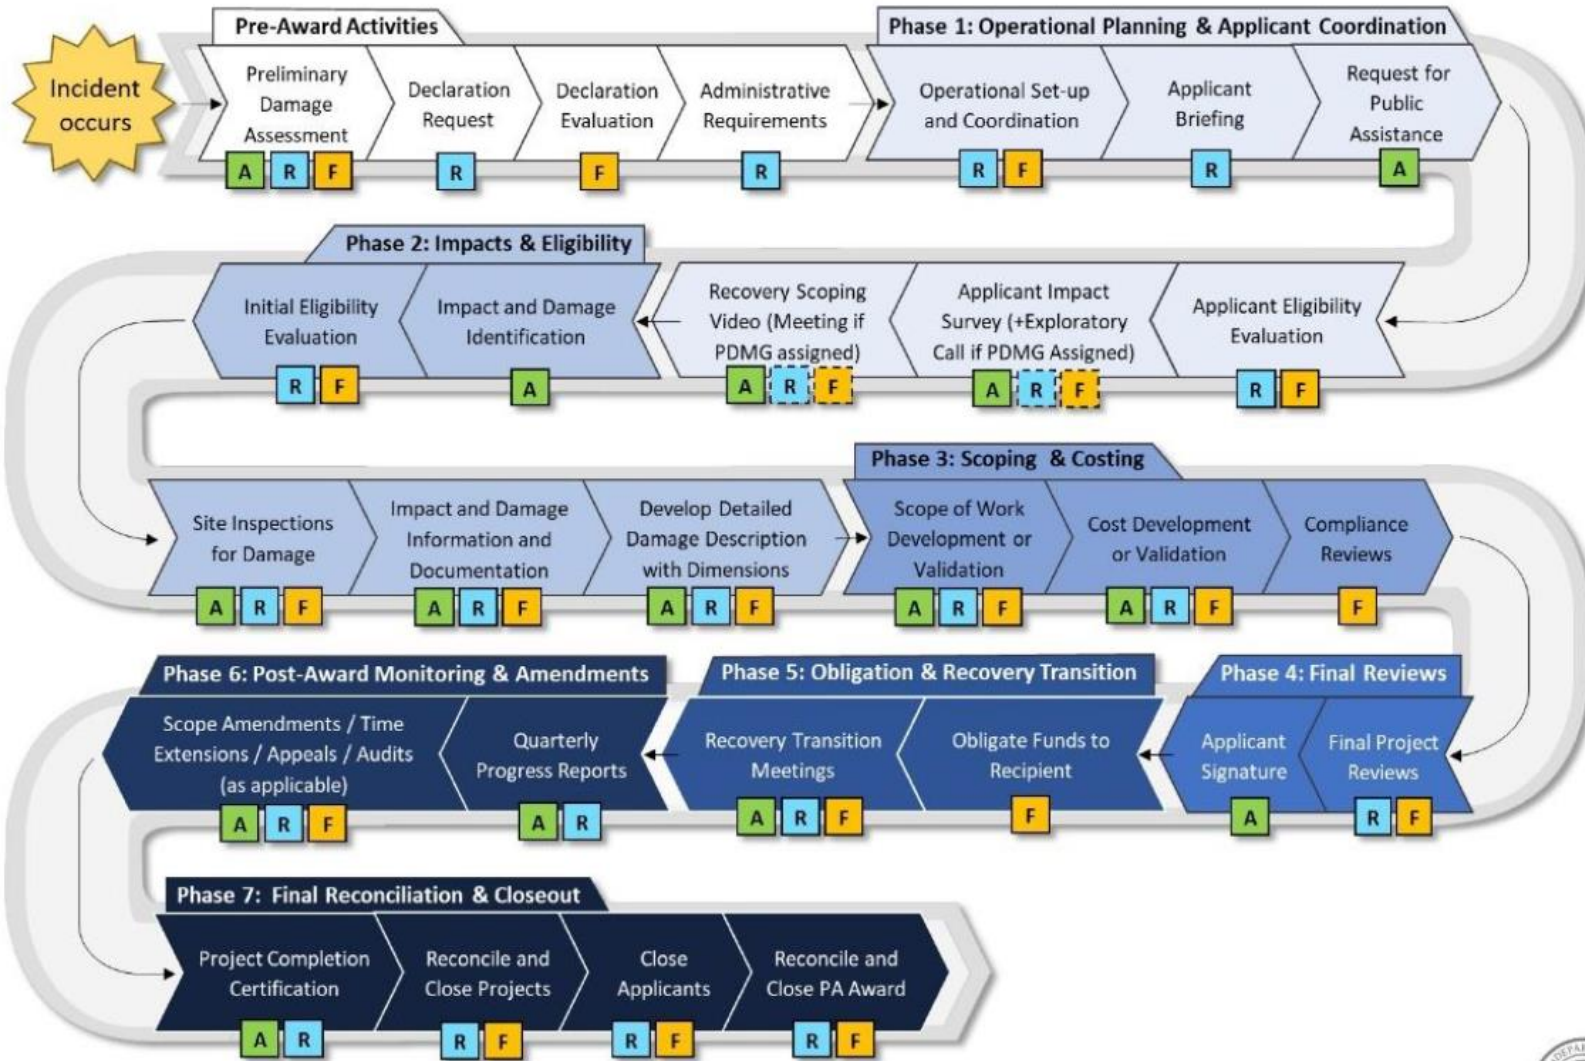 Pre-Award Activities
Phase 1: Operational Planning & Applicant Coordination
Incident
occurs
Preliminary
Damage
Assessment
A R F
Declaration
Request
R
Declaration
Evaluation
F
Administrative
Requirements
R
Operational Set-up
and Coordination
R F
Applicant
Briefing
R
Request for
Public
Assistance
A
Phase 2: Impacts & Eligibility
Applicant Eligibility
Evaluation
R F
Applicant Impact
Survey (+Exploratory
Call if PDMG Assigned)
A R F
Recovery Scoping
Video (Meeting if
PDMG assigned)
A R F
Impact and Damage
Identification
A
Initial Eligibility
Evaluation
R F
Site Inspections
for Damage
A R F
Impact and Damage
Information and
Documentation
A R F
Develop Detailed
Damage Description
with Dimensions
A R F
Phase 3: Scoping & Costing
Scope of Work
Development or
Validation
A R F
Cost Development
or Validation
A R F
Compliance
Reviews
F
Phase 4: Final Reviews
Final Project
Reviews
R F
Applicant
Signature
A
Phase 5: Obligation & Recovery Transition
Obligate Funds to
Recipient
F
Recovery Transition
Meetings
A R F
Phase 6: Post-Award Monitoring & Amendments
Quarterly
Progress Reports
A R
Scope Amendments / Time
Extensions / Appeals / Audits
(as applicable)
A R F
Phase 7: Final Reconciliation & Closeout
Project Completion
Certification
A R
Reconcile and
Close Projects
R F
Close
Applicants
R F
Reconcile and
Close PA Award
R F